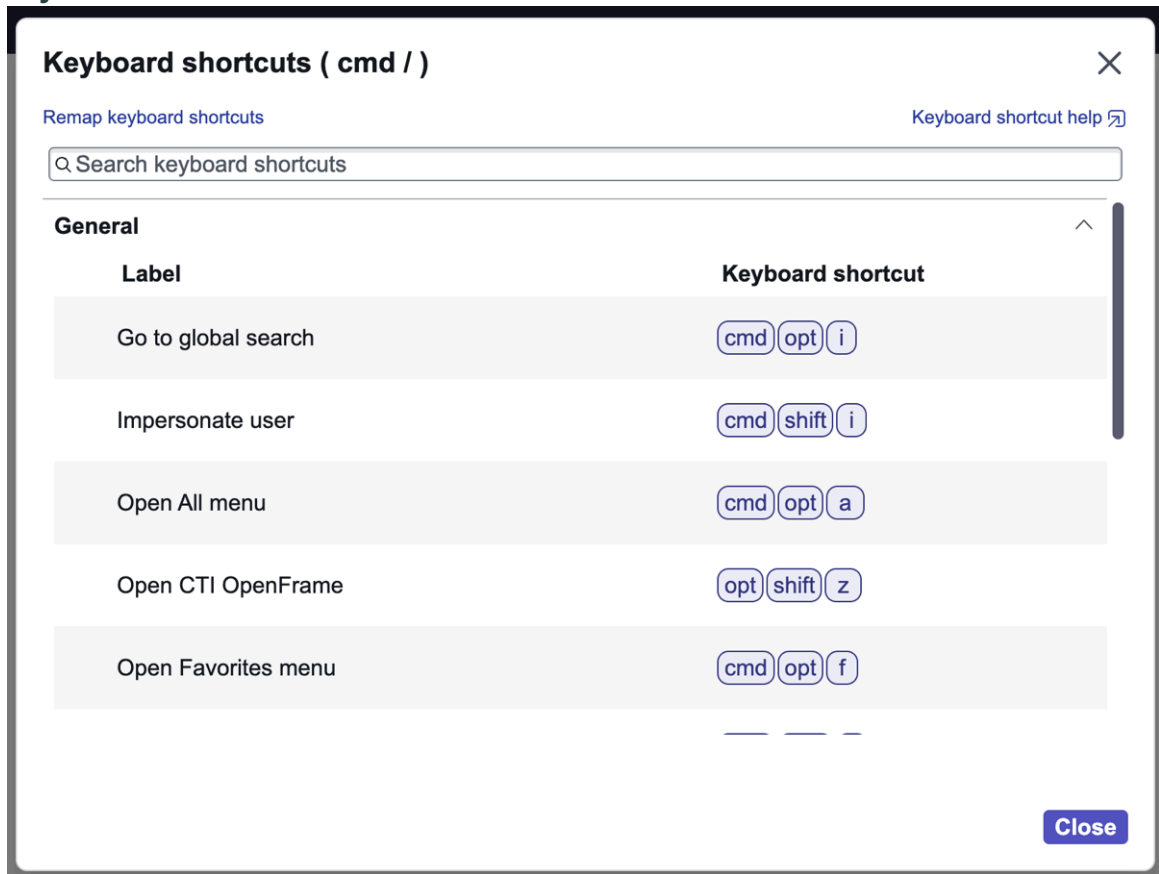 Keyboard shortcuts ( cmd / )
Remap keyboard shortcuts
Keyboard shortcut help
Search keyboard shortcuts
General
Label Keyboard shortcut
Go to global search cmd opt i
Impersonate user cmd shift i
Open All menu cmd opt a
Open CTI OpenFrame opt shift z
Open Favorites menu cmd opt f
Close